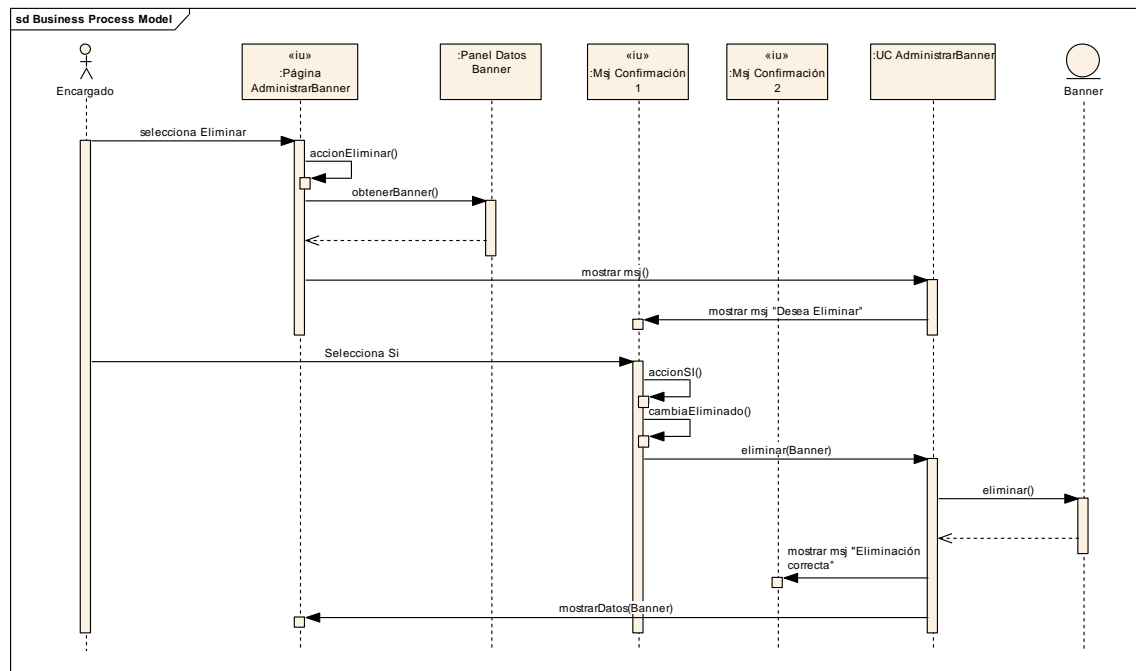 sd Business Process Model
Encargado
«iu»
:Página
AdministrarBanner
:Panel Datos
Banner
«iu»
:Msj Confirmación
1
«iu»
:Msj Confirmación
2
:UC AdministrarBanner
Banner
selecciona Eliminar
accionEliminar()
obtenerBanner()
mostrar msj()
mostrar msj "Desea Eliminar"
Selecciona Si
accionSI()
cambiaEliminado()
eliminar(Banner)
eliminar()
mostrar msj "Eliminación
correcta"
mostrarDatos(Banner)